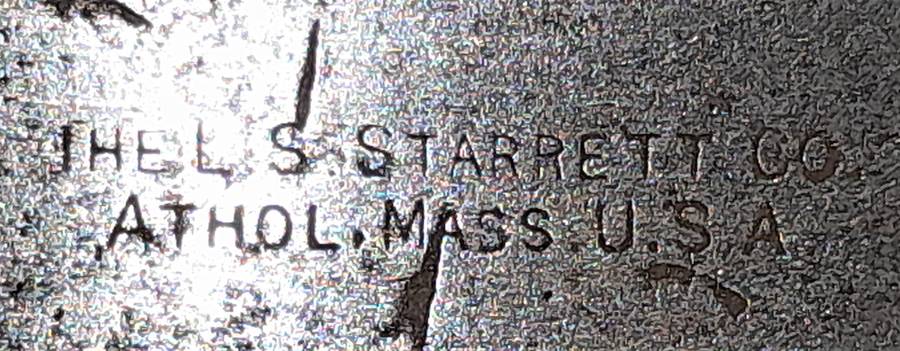 THE L S STARRETT CO.
ATHOL, MASS. U.S.A